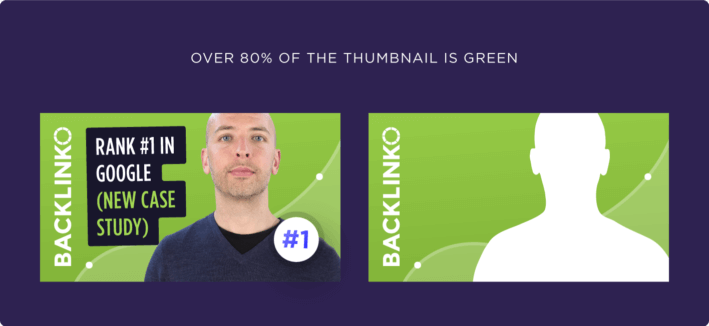 OVER 80% OF THE THUMBNAIL IS GREEN
BACKLINKO
RANK #1 IN
GOOGLE
(NEW CASE
STUDY)
#1
BACKLINKO